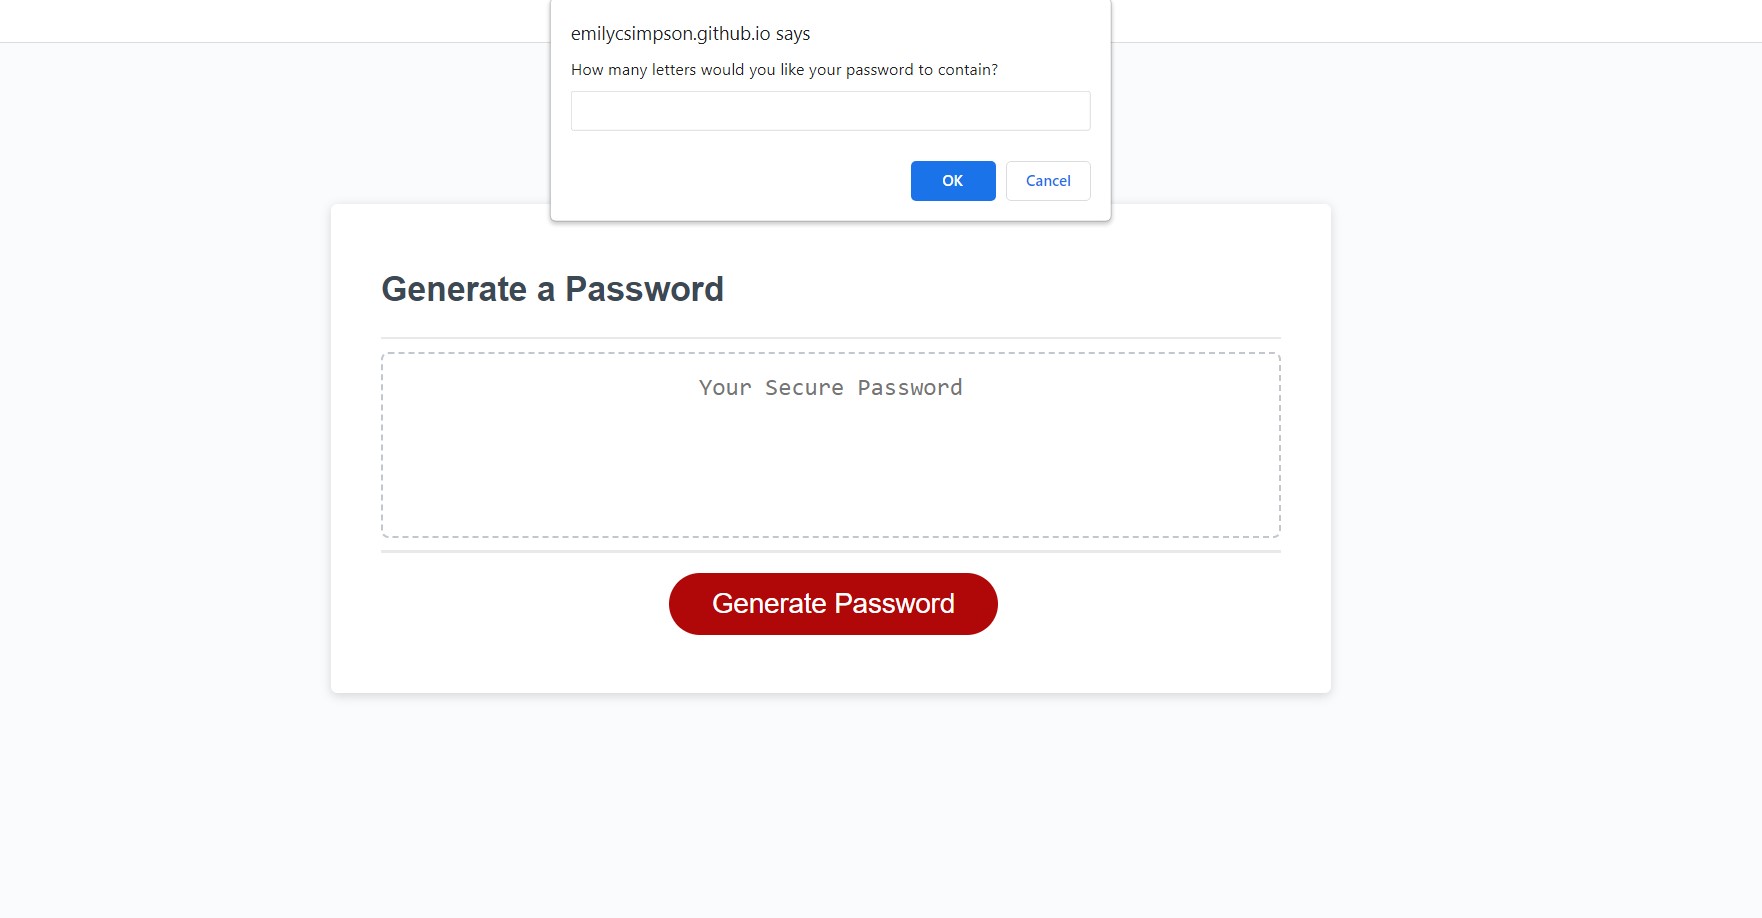 emilycsimpson.github.io says
How many letters would you like your password to contain?
OK Cancel
Generate a Password
Your Secure Password
Generate Password